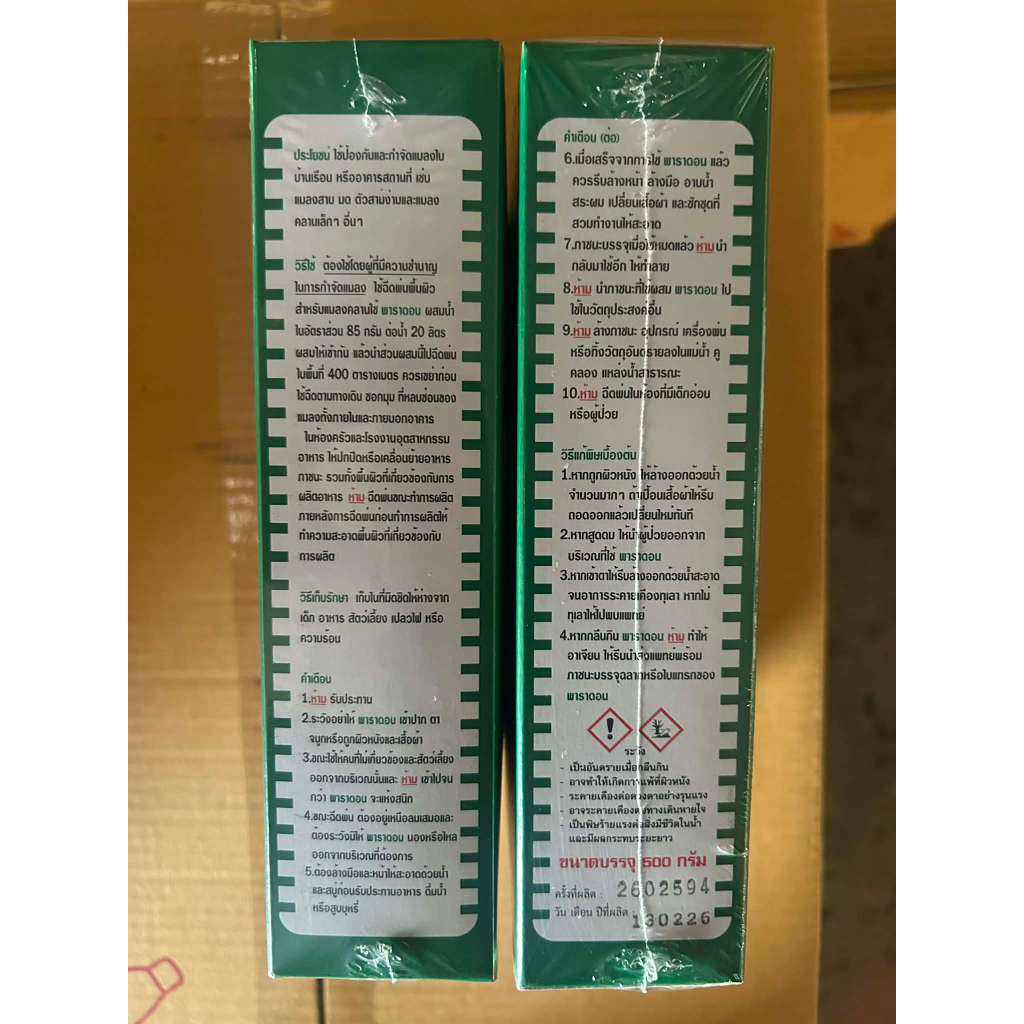 ประโยชน์ ใช้ป้องกันและกำจัดแมลงใน
บ้านเรือน หรืออาคารสถานที่ เช่น
แมลงสาบ มด ตัวสามง่ามและแมลง
คลานเล็กๆ อื่นๆ
วิธีใช้ ต้องใช้โดยผู้ที่มีความชำนาญ
ในการกำจัดแมลง ใช้ฉีดพ่นพื้นผิว
สำหรับแมลงคลานใช้ พาราดอน ผสมน้ำ
ในอัตราส่วน 85 กรัม ต่อน้ำ 20 ลิตร
ผสมให้เข้ากัน แล้วนำส่วนผสมนี้ไปฉีดพ่น
ในพื้นที่ 400 ตารางเมตร ควรเขย่าก่อน
ใช้ฉีดตามทางเดิน ซอกมุม ที่หลบซ่อนของ
แมลงทั้งภายในและภายนอกอาคาร
ในห้องครัวและโรงงานอุตสาหกรรม
อาหาร ให้ปกปิดหรือเคลื่อนย้ายอาหาร
ภาชนะ รวมทั้งพื้นผิวที่เกี่ยวข้องกับการ
ผลิตอาหาร ห้าม ฉีดพ่นขณะทำการผลิต
ภายหลังการฉีดพ่นก่อนทำการผลิตให้
ทำความสะอาดพื้นผิวที่เกี่ยวข้องกับ
การผลิต
วิธีเก็บรักษา เก็บในที่มิดชิดให้ห่างจาก
เด็ก อาหาร สัตว์เลี้ยง เปลวไฟ หรือ
ความร้อน
คำเตือน
1.ห้าม รับประทาน
2.ระวังอย่าให้ พาราดอน เข้าปาก ตา
จมูกหรือถูกผิวหนังและเสื้อผ้า
3.ขณะใช้ให้คนที่ไม่เกี่ยวข้องและสัตว์เลี้ยง
ออกจากบริเวณนั้นและ ห้าม เข้าไปจน
กว่า พาราดอน จะแห้งสนิท
4.ขณะฉีดพ่น ต้องอยู่เหนือลมเสมอและ
ต้องระวังมิให้ พาราดอน นองหรือไหล
ออกจากบริเวณที่ต้องการ
5.ต้องล้างมือและหน้าให้สะอาดด้วยน้ำ
และสบู่ก่อนรับประทานอาหาร ดื่มน้ำ
หรือสูบบุหรี่
คำเตือน (ต่อ)
6.เมื่อเสร็จจากการใช้ พาราดอน แล้ว
ควรรีบล้างหน้า ล้างมือ อาบน้ำ
สระผม เปลี่ยนเสื้อผ้า และซักชุดที่
สวมทำงานให้สะอาด
7.ภาชนะบรรจุเมื่อใช้หมดแล้ว ห้าม นำ
กลับมาใช้อีก ให้ทำลาย
8.ห้าม นำภาชนะที่ใช้ผสม พาราดอน ไป
ใช้ในวัตถุประสงค์อื่น
9.ห้าม ล้างภาชนะ อุปกรณ์ เครื่องพ่น
หรือทิ้งวัตถุอันตรายลงในแม่น้ำ คู
คลอง แหล่งน้ำสาธารณะ
10.ห้าม ฉีดพ่นในห้องที่มีเด็กอ่อน
หรือผู้ป่วย
วิธีแก้พิษเบื้องต้น
1.หากถูกผิวหนัง ให้ล้างออกด้วยน้ำ
จำนวนมากๆ ถ้าเปื้อนเสื้อผ้าให้รีบ
ถอดออกแล้วเปลี่ยนใหม่ทันที
2.หากสูดดม ให้นำผู้ป่วยออกจาก
บริเวณที่ใช้ พาราดอน
3.หากเข้าตาให้รีบล้างออกด้วยน้ำสะอาด
จนอาการระคายเคืองทุเลา หากไม่
ทุเลาให้ไปพบแพทย์
4.หากกลืนกิน พาราดอน ห้าม ทำให้
อาเจียน ให้รีบนำส่งแพทย์พร้อม
ภาชนะบรรจุฉลากหรือใบแทรกของ
พาราดอน
ระวัง
- เป็นอันตรายเมื่อกลืนกิน
- อาจทำให้เกิดการแพ้ที่ผิวหนัง
- ระคายเคืองต่อดวงตาอย่างรุนแรง
- อาจระคายเคืองต่อทางเดินหายใจ
- เป็นพิษร้ายแรงต่อสิ่งมีชีวิตในน้ำ
และมีผลกระทบระยะยาว
ขนาดบรรจุ 500 กรัม
ครั้งที่ผลิต : 2602594
วัน เดือน ปีที่ผลิต : 130226